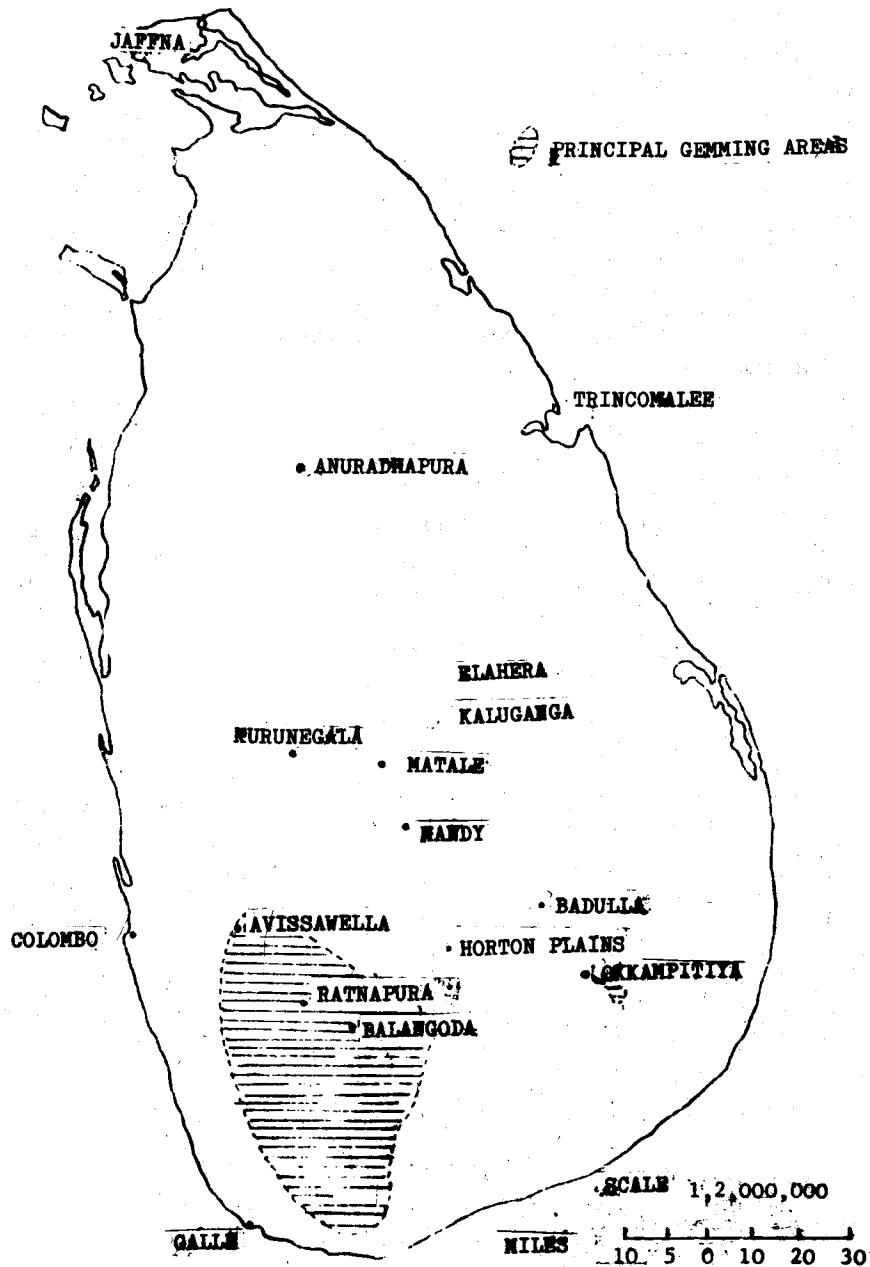 JAFFNA
PRINCIPAL GEMMING AREAS
TRINCOMALEE
ANURADHAPURA
ELAHERA
KALUGANGA
KURUNEGALA
MATALE
KANDY
BADULLA
AVISSAWELLA
COLOMBO
HORTON PLAINS
OKKAMPITIYA
RATNAPURA
BALANGODA
SCALE 1,2,000,000
GALLE
MILES
10 5 0 10 20 30